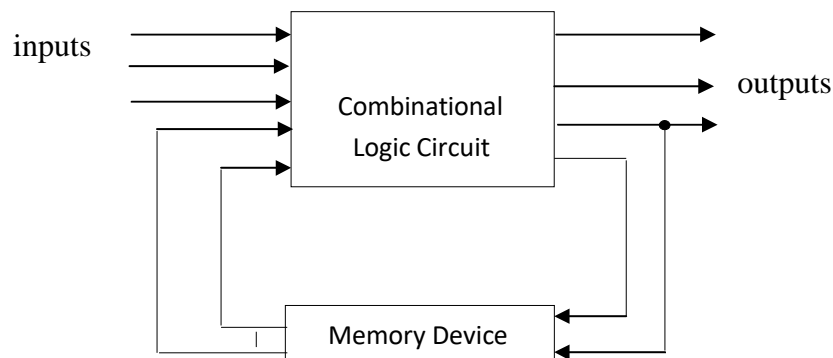 inputs
Combinational
Logic Circuit
outputs
Memory Device